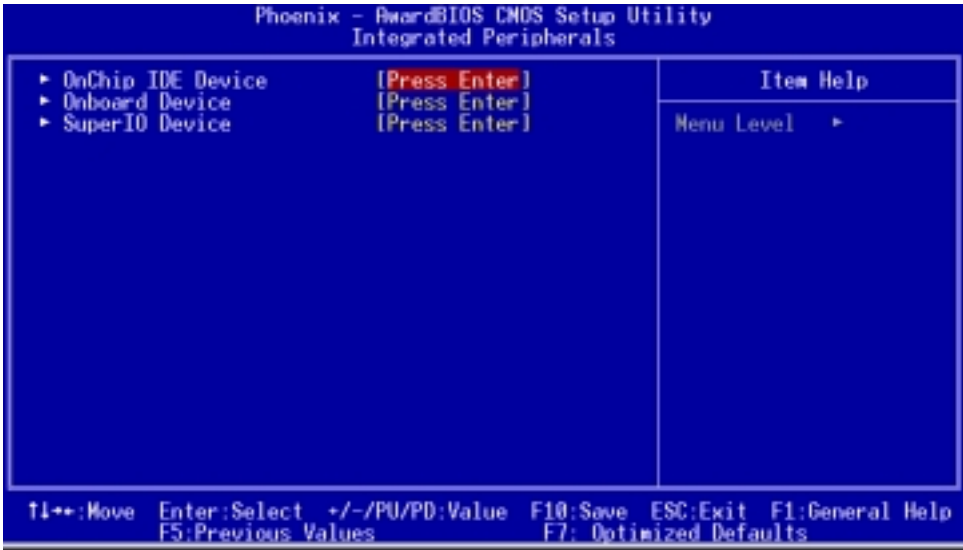 Phoenix - AwardBIOS CMOS Setup Utility
Integrated Peripherals
► OnChip IDE Device [Press Enter]
► Onboard Device [Press Enter]
► SuperIO Device [Press Enter]
Item Help
Menu Level ►
↑↓→←:Move Enter:Select +/-/PU/PD:Value F10:Save ESC:Exit F1:General Help
F5:Previous Values F7: Optimized Defaults